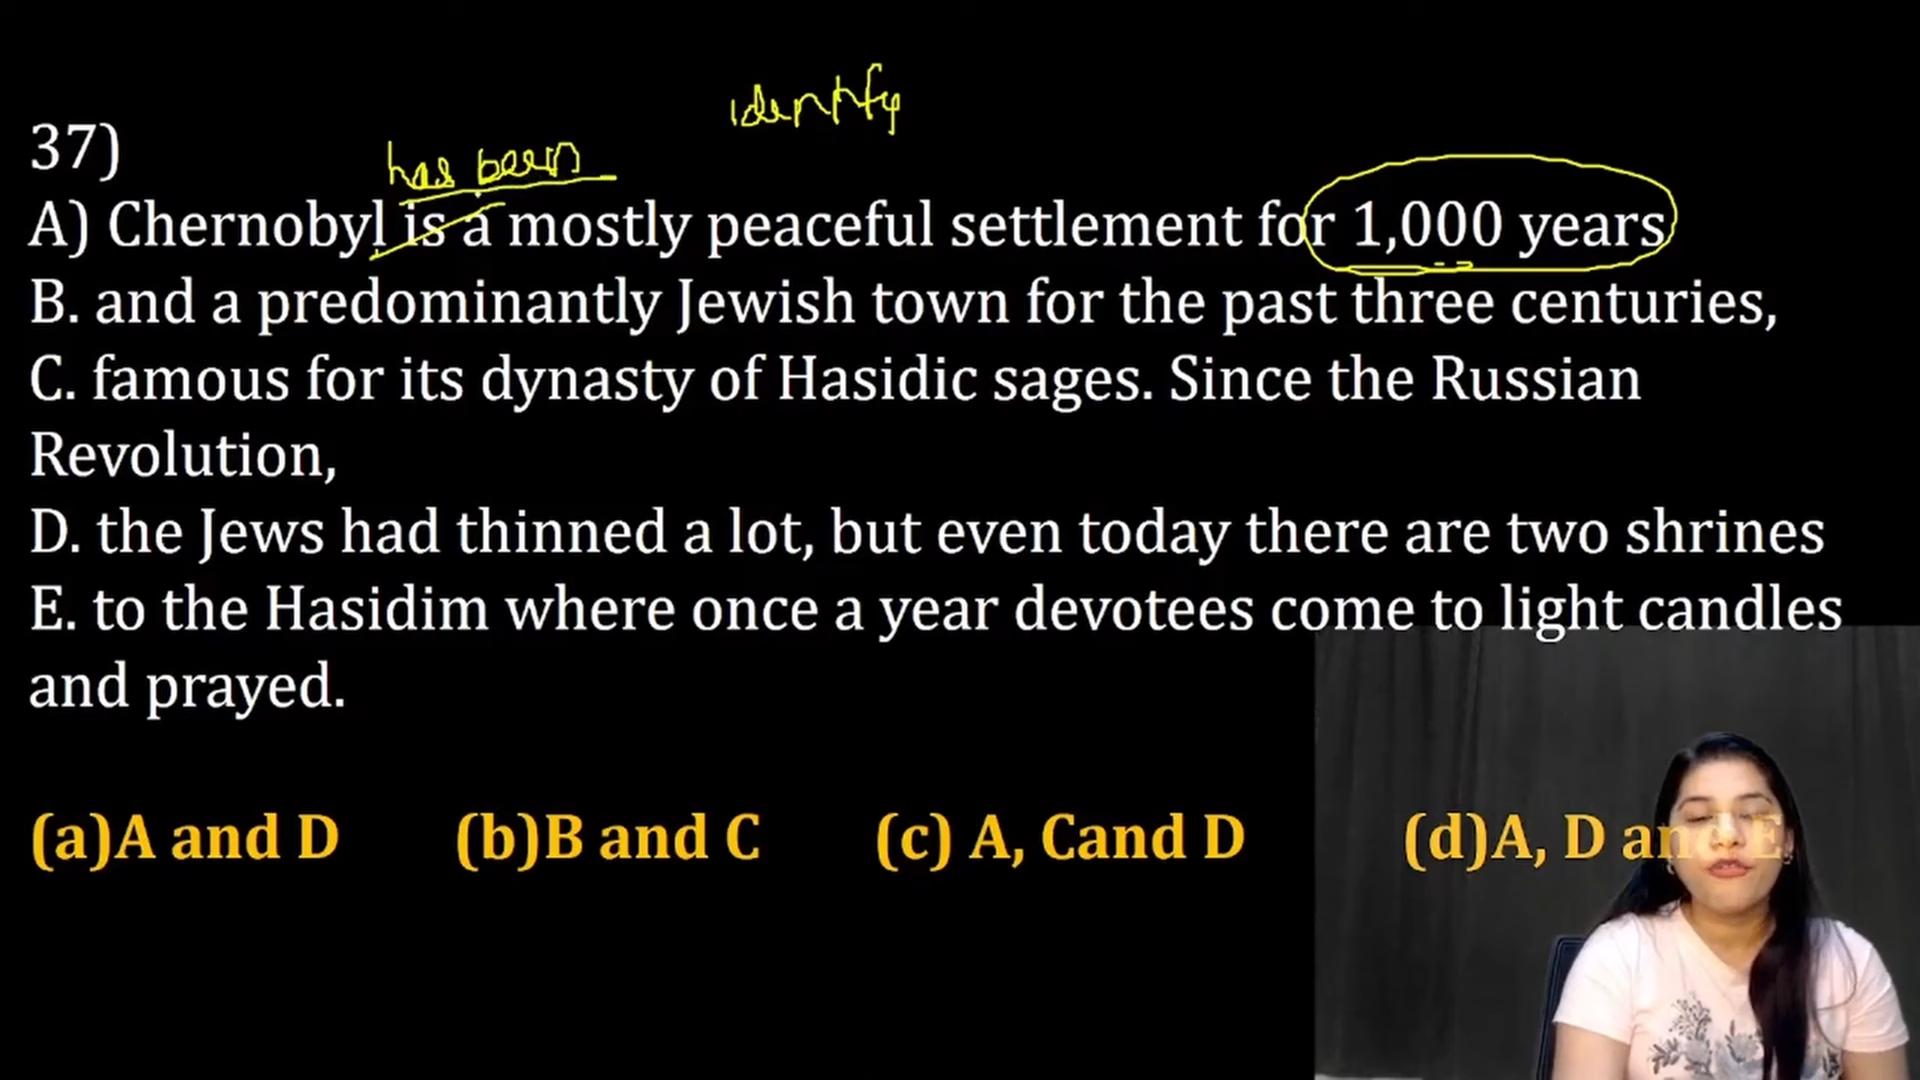 identify
37)
has been
A) Chernobyl is a mostly peaceful settlement for 1,000 years
B. and a predominantly Jewish town for the past three centuries,
C. famous for its dynasty of Hasidic sages. Since the Russian
Revolution,
D. the Jews had thinned a lot, but even today there are two shrines
E. to the Hasidim where once a year devotees come to light candles
and prayed.
(a)A and D (b)B and C (c) A, Cand D (d)A, D and E